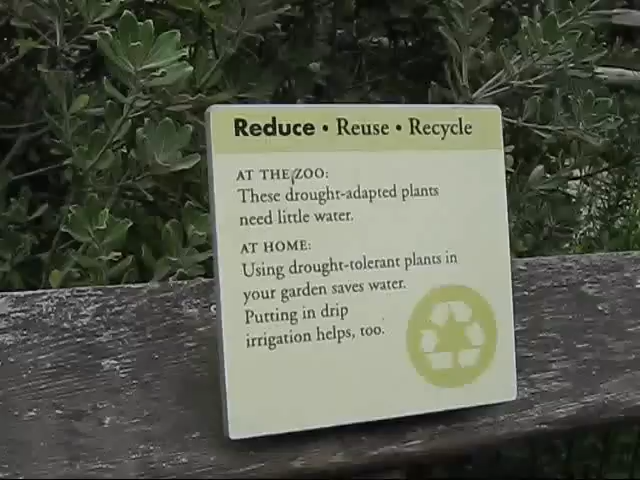 Reduce • Reuse • Recycle
AT THE ZOO:
These drought-adapted plants
need little water.
AT HOME:
Using drought-tolerant plants in
your garden saves water.
Putting in drip
irrigation helps, too.